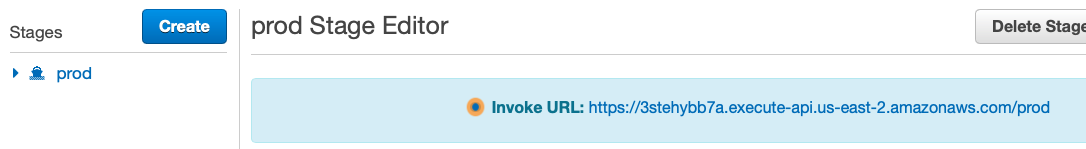 Stages
Create
prod Stage Editor
Delete Stage
prod
Invoke URL: https://3stehybb7a.execute-api.us-east-2.amazonaws.com/prod